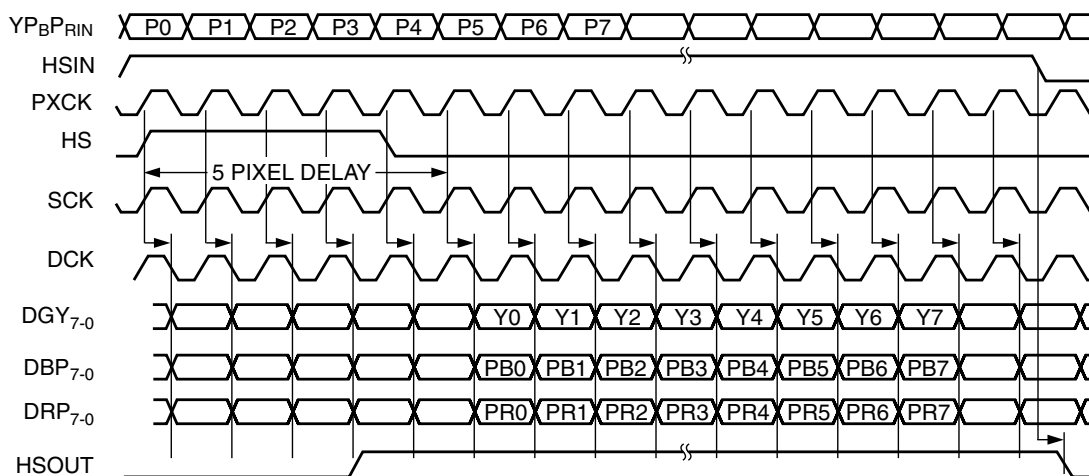 YPBPRIN P0 P1 P2 P3 P4 P5 P6 P7
HSIN
PXCK
HS
5 PIXEL DELAY
SCK
DCK
DGY7-0 Y0 Y1 Y2 Y3 Y4 Y5 Y6 Y7
DBP7-0 PB0 PB1 PB2 PB3 PB4 PB5 PB6 PB7
DRP7-0 PR0 PR1 PR2 PR3 PR4 PR5 PR6 PR7
HSOUT